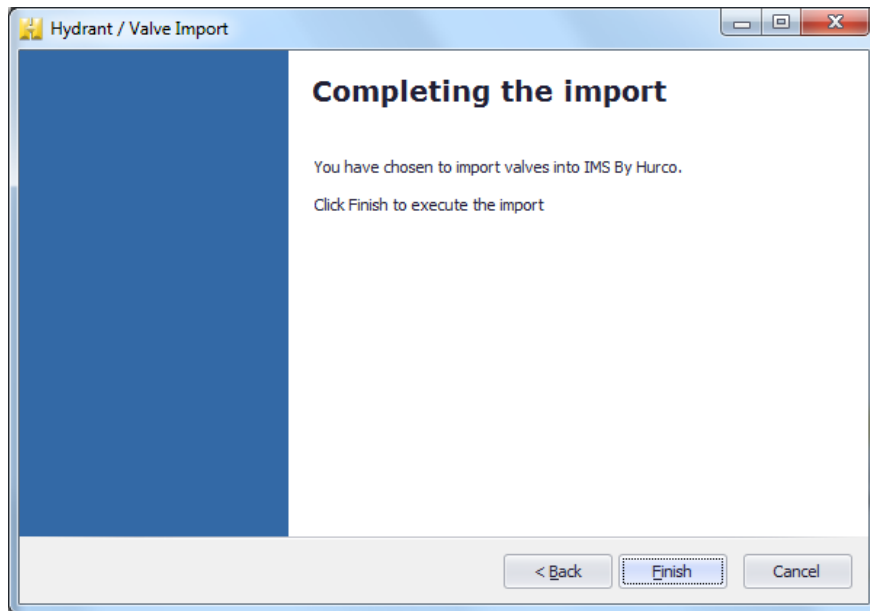 Hydrant / Valve Import
Completing the import
You have chosen to import valves into IMS By Hurco.
Click Finish to execute the import
< Back
Finish
Cancel